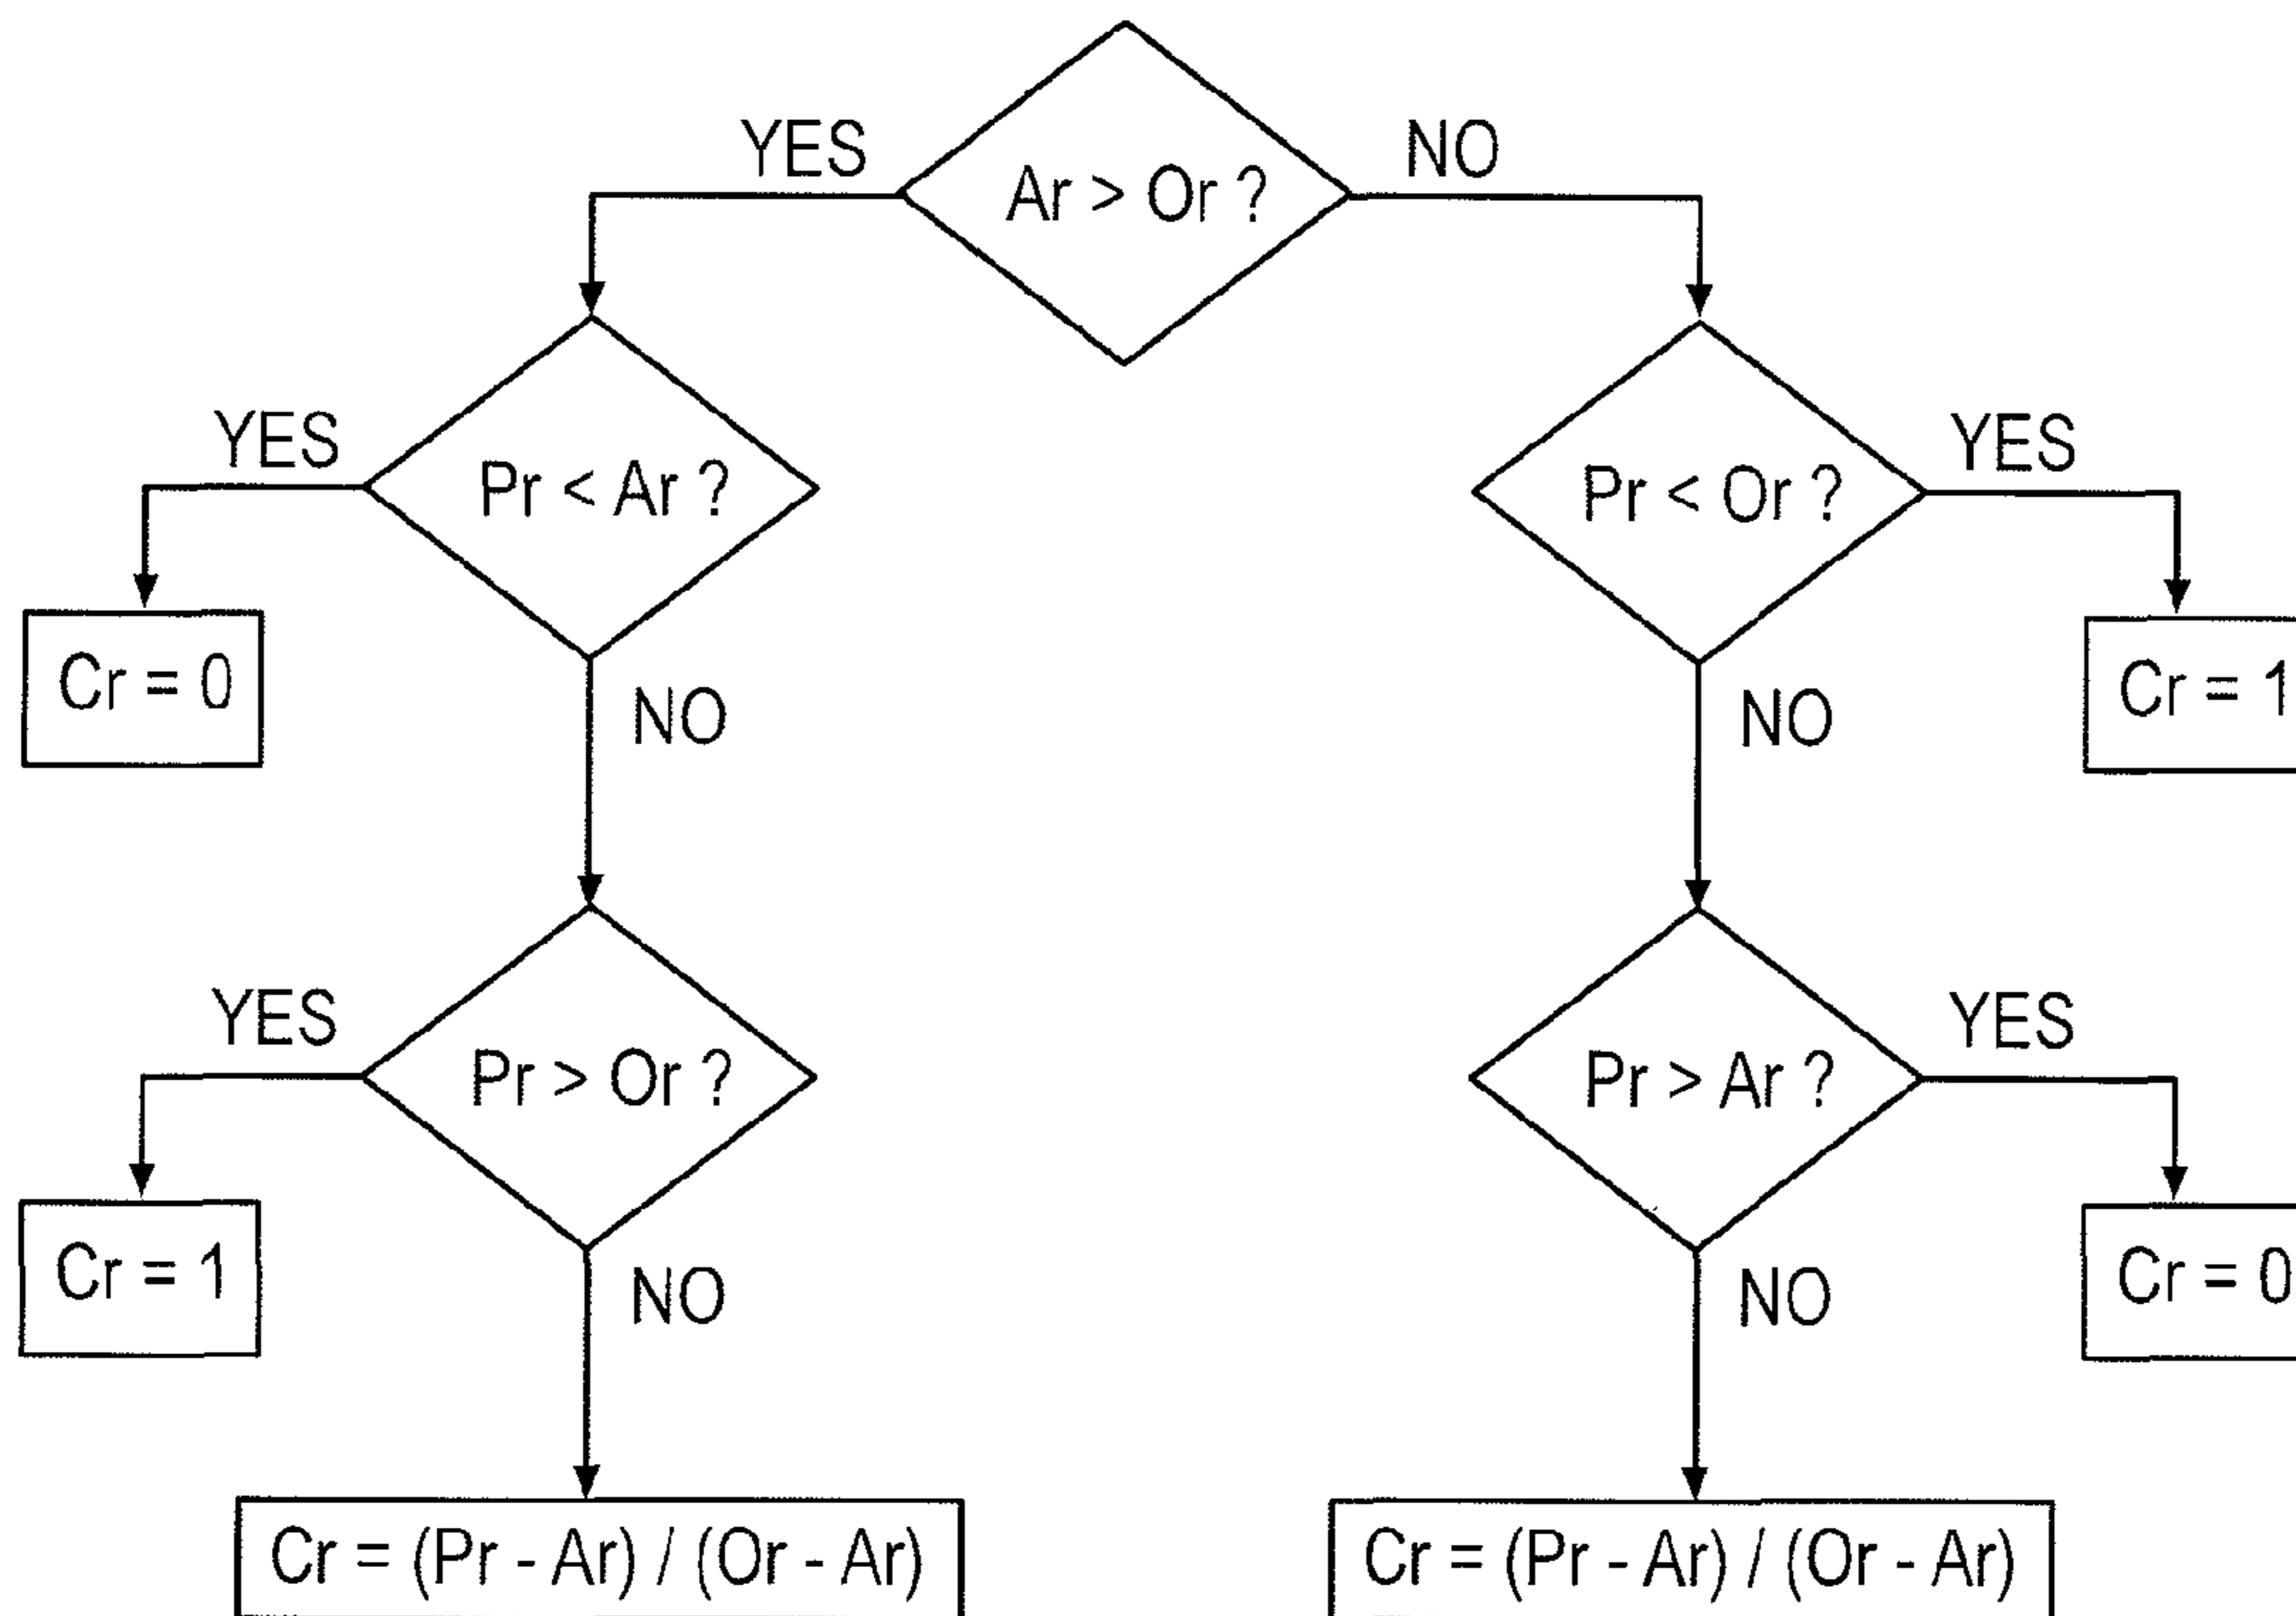 Ar > Or ?
YES
NO
Pr < Ar ?
YES
NO
Cr = 0
Pr > Or ?
YES
NO
Cr = 1
Cr = (Pr - Ar) / (Or - Ar)
Pr < Or ?
YES
NO
Cr = 1
Pr > Ar ?
YES
NO
Cr = 0
Cr = (Pr - Ar) / (Or - Ar)